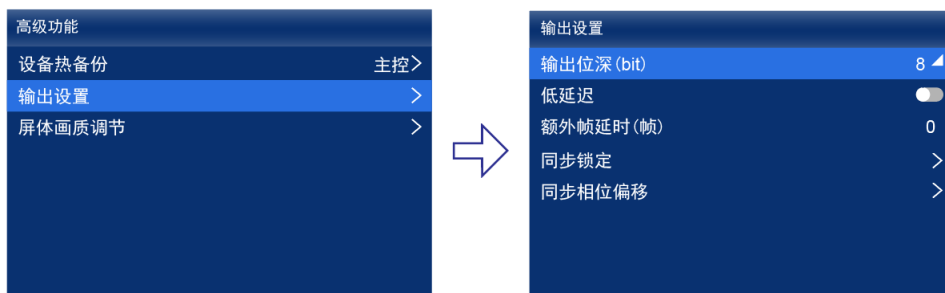 高级功能
设备热备份 主控>
输出设置 >
屏体画质调节 >
输出设置
输出位深(bit) 8
低延迟
额外帧延时(帧) 0
同步锁定 >
同步相位偏移 >